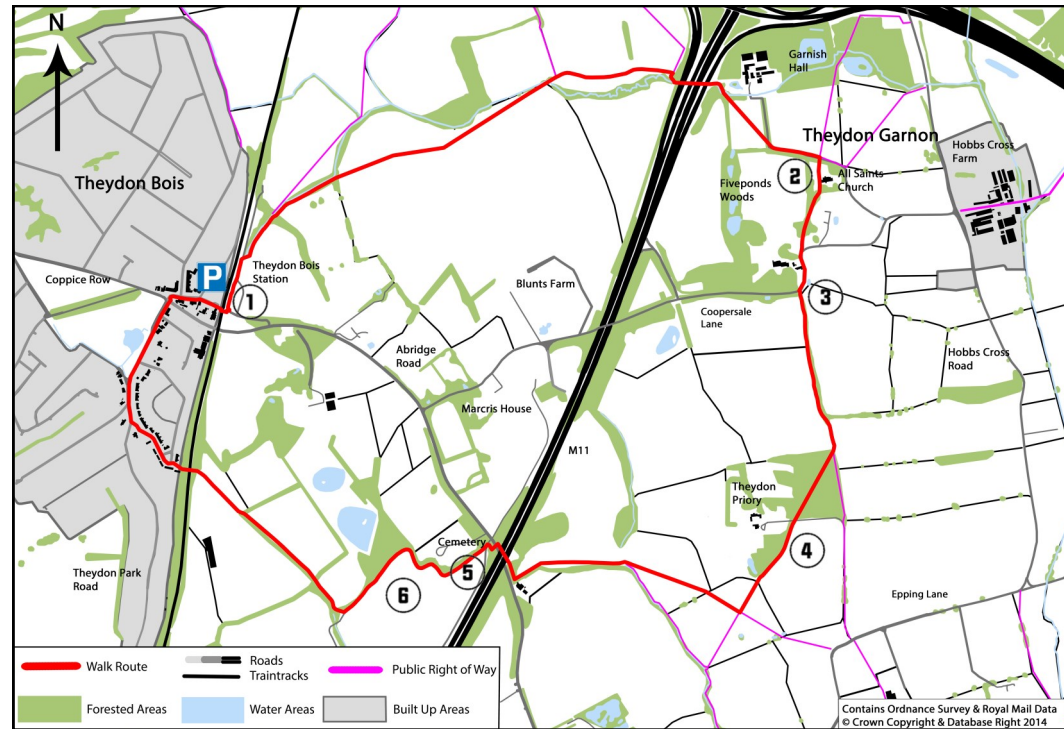 N
Garnish
Hall
Theydon Garnon
Hobbs Cross
Farm
Theydon Bois
2
All Saints
Church
Fiveponds
Woods
Coppice Row
P
Theydon Bois
Station
1
Blunts Farm
3
Coopersale
Lane
Abridge
Road
Hobbs Cross
Road
Marcris House
M11
Theydon
Priory
Cemetery
4
5
Theydon Park
Road
6
Epping Lane
Walk Route
Roads
Traintracks
Public Right of Way
Forested Areas
Water Areas
Built Up Areas
Contains Ordnance Survey & Royal Mail Data
© Crown Copyright & Database Right 2014